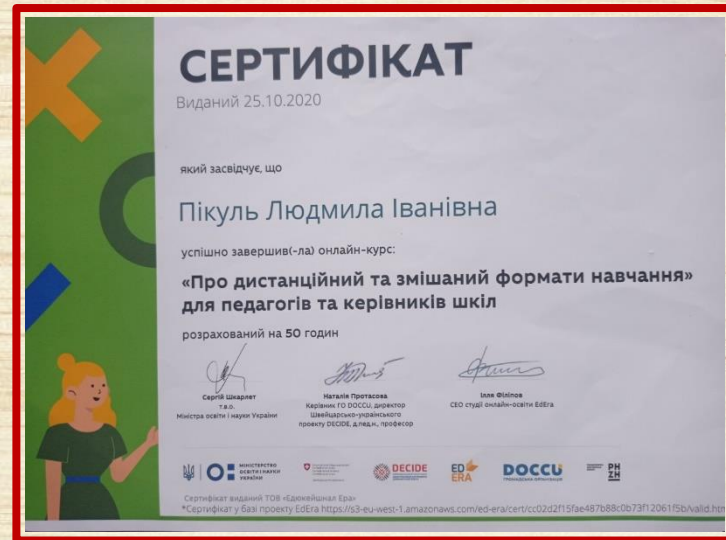 СЕРТИФІКАТ
Виданий 25.10.2020
який засвідчує, що
Пікуль Людмила Іванівна
успішно завершив(-ла) онлайн-курс:
«Про дистанційний та змішаний формати навчання»
для педагогів та керівників шкіл
розрахований на 50 годин
Сергій Шкарлет
т.в.о.
Міністра освіти і науки України
Наталія Протасова
Керівник ГО DOCCU, директор
Швейцарсько-українського
проекту DECIDE, д.пед.н., професор
Ілля Філіпов
CEO студії онлайн-освіти EdEra
МІНІСТЕРСТВО
ОСВІТИ І НАУКИ
УКРАЇНИ
DECIDE
ED
ERA
DOCCU
ГРОМАДСЬКА ОРГАНІЗАЦІЯ
PH
ZH
Сертифікат виданий ТОВ «Едюкейшнал Ера»
*Сертифікат у базі проекту EdEra https://s3-eu-west-1.amazonaws.com/ed-era/cert/cc02d2f15fae487b88c0b73f12061f5b/valid.htm